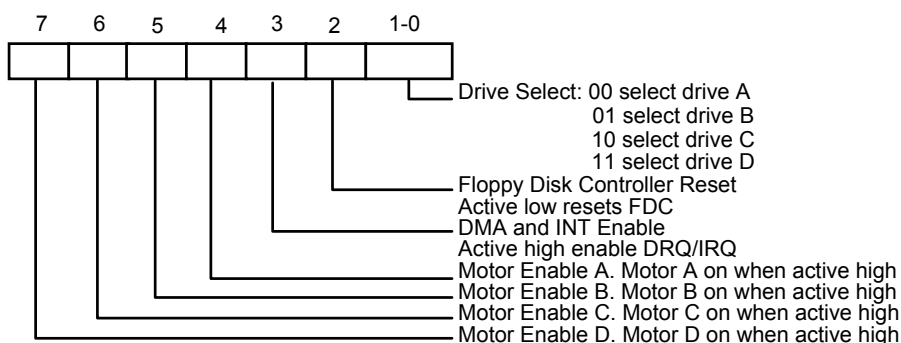 7 6 5 4 3 2 1-0
Drive Select: 00 select drive A
01 select drive B
10 select drive C
11 select drive D
Floppy Disk Controller Reset
Active low resets FDC
DMA and INT Enable
Active high enable DRQ/IRQ
Motor Enable A. Motor A on when active high
Motor Enable B. Motor B on when active high
Motor Enable C. Motor C on when active high
Motor Enable D. Motor D on when active high